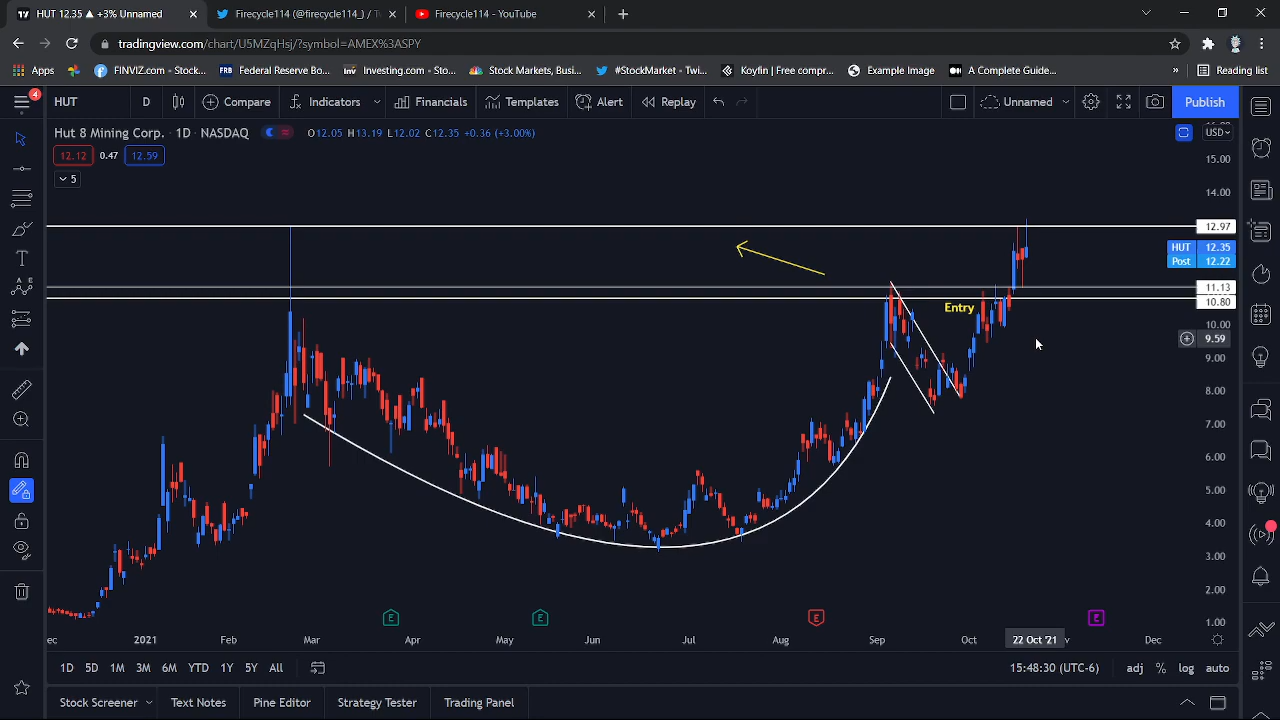 HUT 12.35 ▲ +3% Unnamed
Firecycle114 (@firecycle114_) / Tw
Firecycle114 - YouTube
tradingview.com/chart/U5MZqHsj/?symbol=AMEX%3ASPY
Apps
FINVIZ.com - Stock...
Federal Reserve Bo...
Investing.com - Sto...
Stock Markets, Busi...
#StockMarket - Twi...
Koyfin | Free compr...
Example Image
A Complete Guide...
»
Reading list
4
HUT
D
Compare
Indicators
Financials
Templates
Alert
Replay
Unnamed
Publish
Hut 8 Mining Corp. · 1D · NASDAQ
O12.05 H13.19 L12.02 C12.35 +0.36 (+3.00%)
USD
12.12 0.47 12.59
5
15.00
14.00
12.97
HUT 12.35
Post 12.22
11.13
10.80
Entry
10.00
9.59
9.00
8.00
7.00
6.00
5.00
4.00
3.00
2.00
1.00
E E E E
ec 2021 Feb Mar Apr May Jun Jul Aug Sep Oct 22 Oct '21 v Dec
1D 5D 1M 3M 6M YTD 1Y 5Y All
15:48:30 (UTC-6)
adj % log auto
Stock Screener
Text Notes
Pine Editor
Strategy Tester
Trading Panel